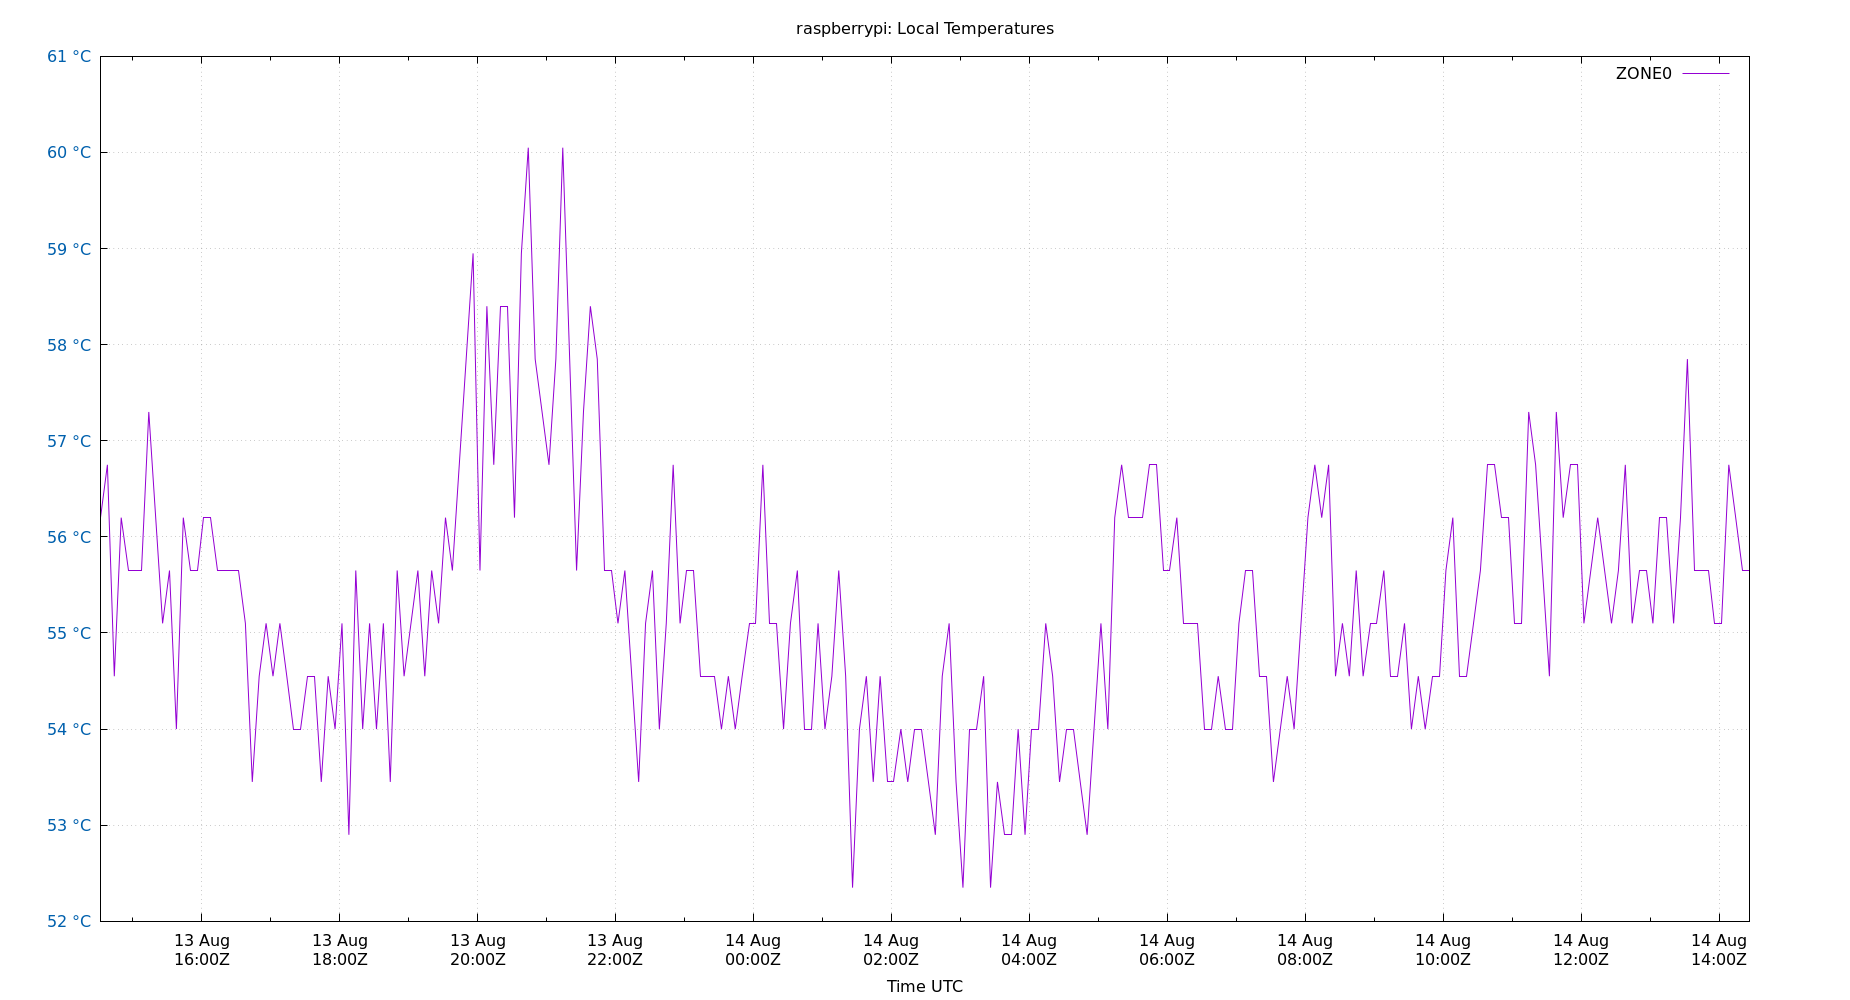 raspberrypi: Local Temperatures
61 °C
ZONE0
60 °C
59 °C
58 °C
57 °C
56 °C
55 °C
54 °C
53 °C
52 °C
13 Aug 13 Aug 13 Aug 13 Aug 14 Aug 14 Aug 14 Aug 14 Aug 14 Aug 14 Aug 14 Aug 14 Aug
16:00Z 18:00Z 20:00Z 22:00Z 00:00Z 02:00Z 04:00Z 06:00Z 08:00Z 10:00Z 12:00Z 14:00Z
Time UTC